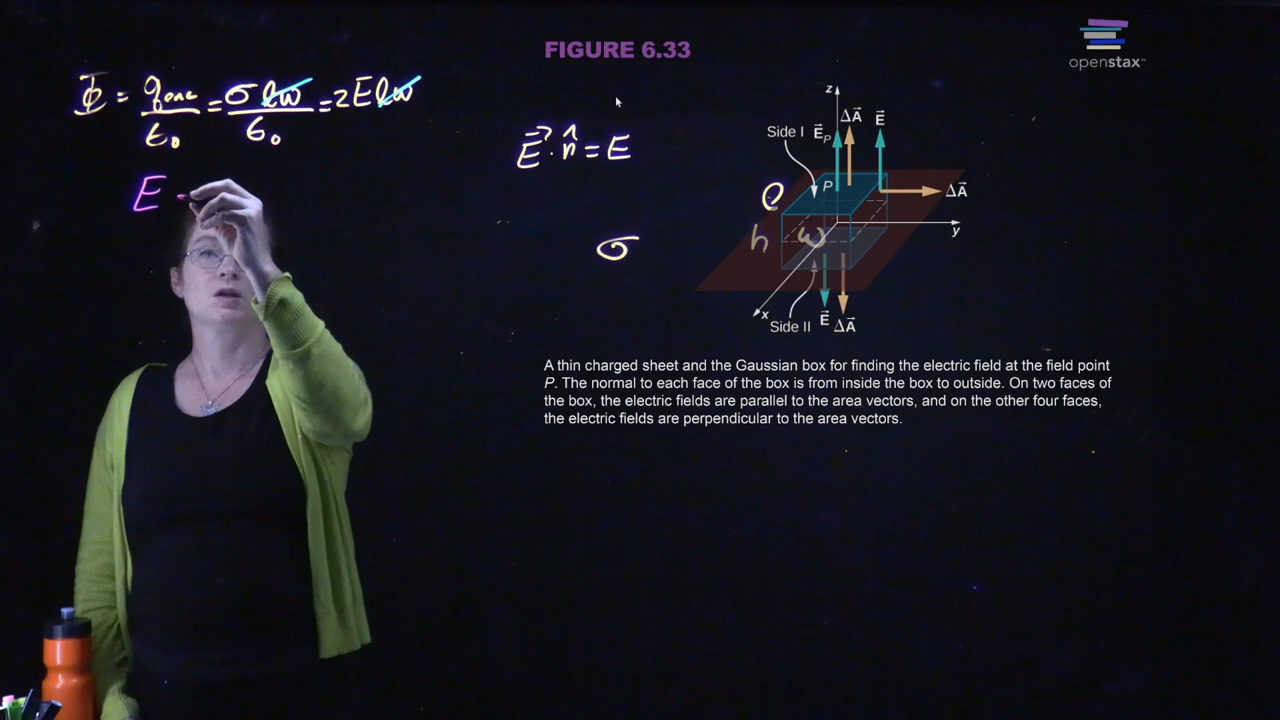 FIGURE 6.33
openstax™
Φ = q_enc/ε₀ = σlw/ε₀ = 2Elw
E⃗ · n̂ = E
E =
σ
l
h
w
z
ΔA⃗
E⃗
Side I
E⃗_P
P
ΔA⃗
y
x
Side II
E⃗
ΔA⃗
A thin charged sheet and the Gaussian box for finding the electric field at the field point
P. The normal to each face of the box is from inside the box to outside. On two faces of
the box, the electric fields are parallel to the area vectors, and on the other four faces,
the electric fields are perpendicular to the area vectors.